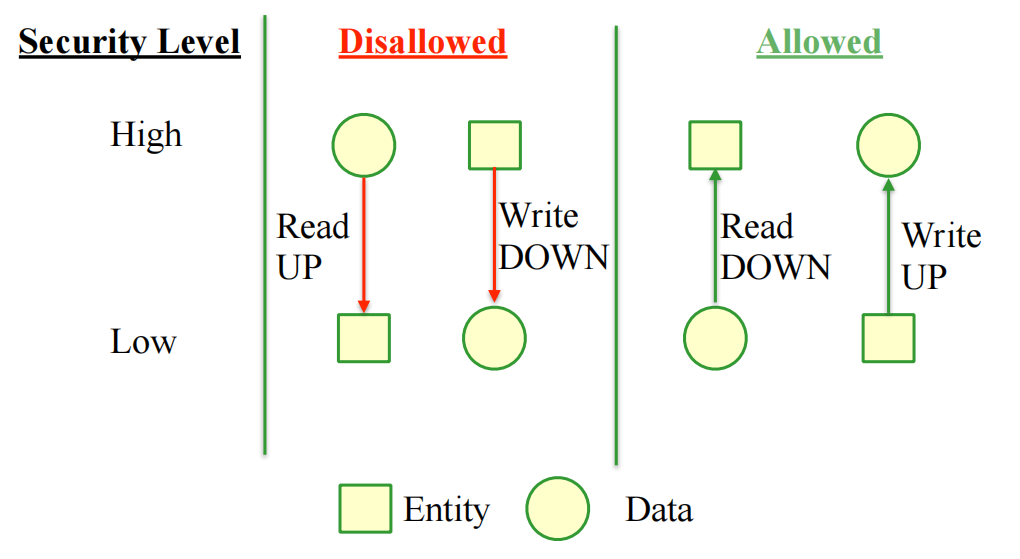 Security Level Disallowed Allowed
High
Read
UP
Write
DOWN
Read
DOWN
Write
UP
Low
Entity Data